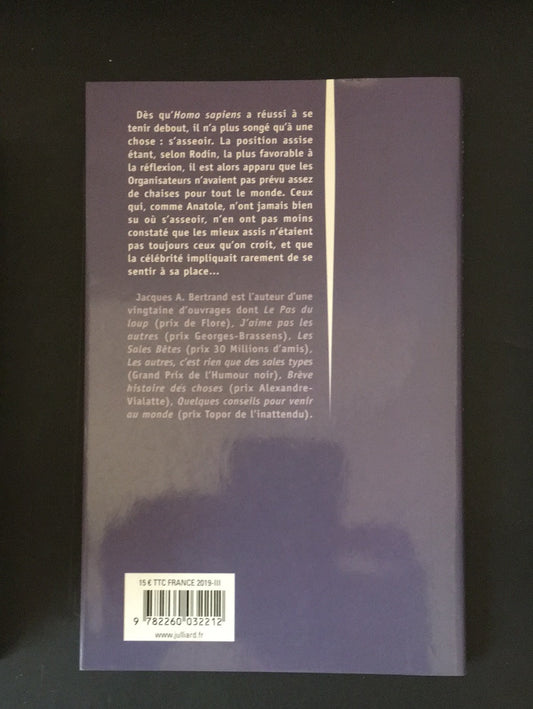 Dès qu'Homo sapiens a réussi à se
tenir debout, il n'a plus songé qu'à une
chose : s'asseoir. La position assise
étant, selon Rodin, la plus favorable à
la réflexion, il est alors apparu que les
Organisateurs n'avaient pas prévu assez
de chaises pour tout le monde. Ceux
qui, comme Anatole, n'ont jamais bien
su où s'asseoir, n'en ont pas moins
constaté que les mieux assis n'étaient
pas toujours ceux qu'on croit, et que
la célébrité impliquait rarement de se
sentir à sa place...
Jacques A. Bertrand est l'auteur d'une
vingtaine d'ouvrages dont Le Pas du
loup (prix de Flore), J'aime pas les
autres (prix Georges-Brassens), Les
Sales Bêtes (prix 30 Millions d'amis),
Les autres, c'est rien que des sales types
(Grand Prix de l'Humour noir), Brève
histoire des choses (prix Alexandre-
Vialatte), Quelques conseils pour venir
au monde (prix Topor de l'inattendu).
15 € TTC FRANCE 2019-III
9 782260 032212
www.julliard.fr